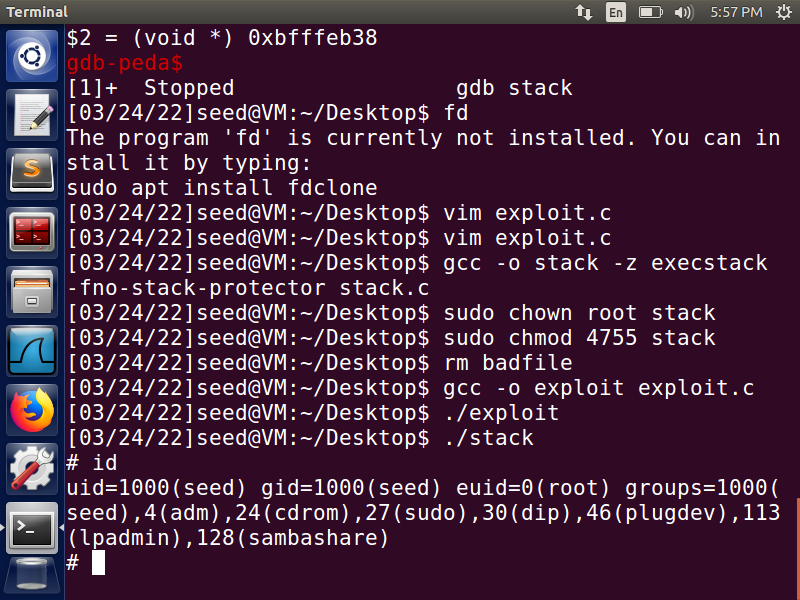 Terminal
En
5:57 PM
$2 = (void *) 0xbfffeb38
gdb-peda$
[1]+  Stopped                 gdb stack
[03/24/22]seed@VM:~/Desktop$ fd
The program 'fd' is currently not installed. You can in
stall it by typing:
sudo apt install fdclone
[03/24/22]seed@VM:~/Desktop$ vim exploit.c
[03/24/22]seed@VM:~/Desktop$ vim exploit.c
[03/24/22]seed@VM:~/Desktop$ gcc -o stack -z execstack
-fno-stack-protector stack.c
[03/24/22]seed@VM:~/Desktop$ sudo chown root stack
[03/24/22]seed@VM:~/Desktop$ sudo chmod 4755 stack
[03/24/22]seed@VM:~/Desktop$ rm badfile
[03/24/22]seed@VM:~/Desktop$ gcc -o exploit exploit.c
[03/24/22]seed@VM:~/Desktop$ ./exploit
[03/24/22]seed@VM:~/Desktop$ ./stack
# id
uid=1000(seed) gid=1000(seed) euid=0(root) groups=1000(
seed),4(adm),24(cdrom),27(sudo),30(dip),46(plugdev),113
(lpadmin),128(sambashare)
#